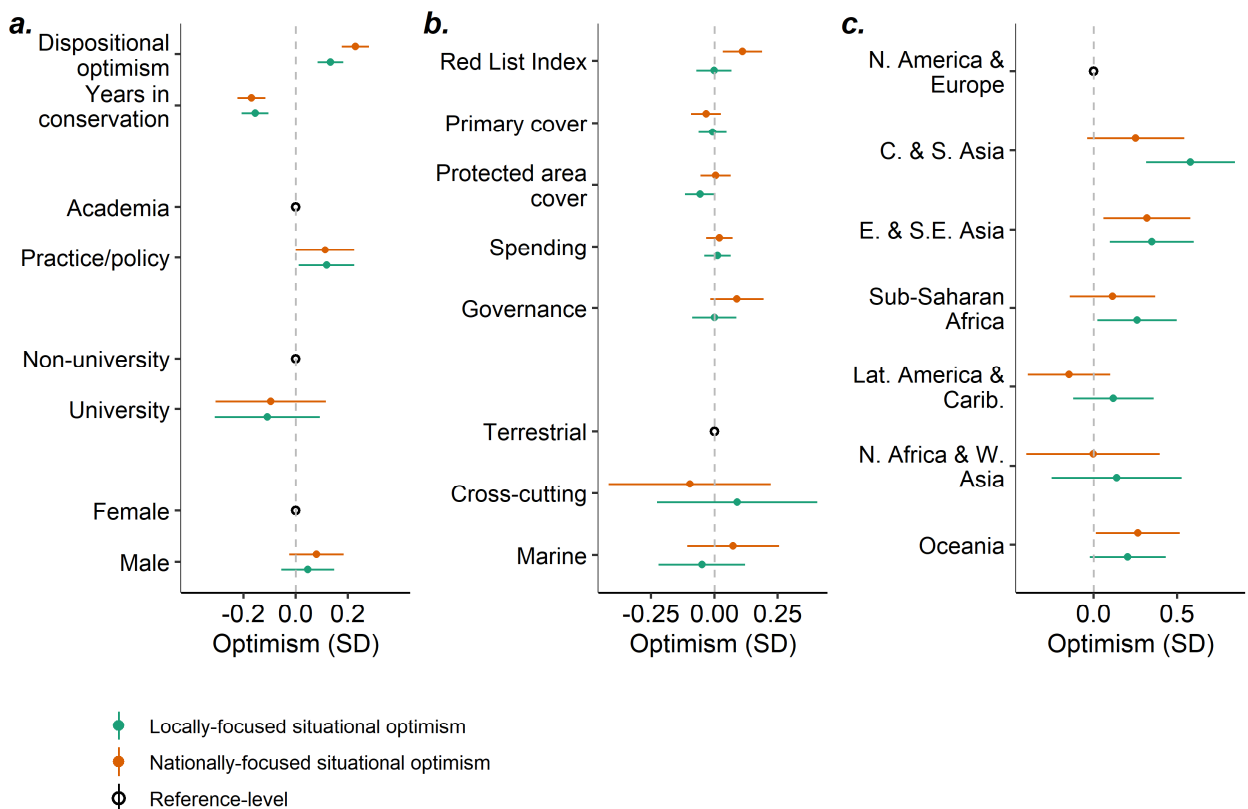 a.
Dispositional
optimism
Years in
conservation
Academia
Practice/policy
Non-university
University
Female
Male
-0.2 0.0 0.2
Optimism (SD)
b.
Red List Index
Primary cover
Protected area
cover
Spending
Governance
Terrestrial
Cross-cutting
Marine
-0.25 0.00 0.25
Optimism (SD)
c.
N. America &
Europe
C. & S. Asia
E. & S.E. Asia
Sub-Saharan
Africa
Lat. America &
Carib.
N. Africa & W.
Asia
Oceania
0.0 0.5
Optimism (SD)
Locally-focused situational optimism
Nationally-focused situational optimism
Reference-level